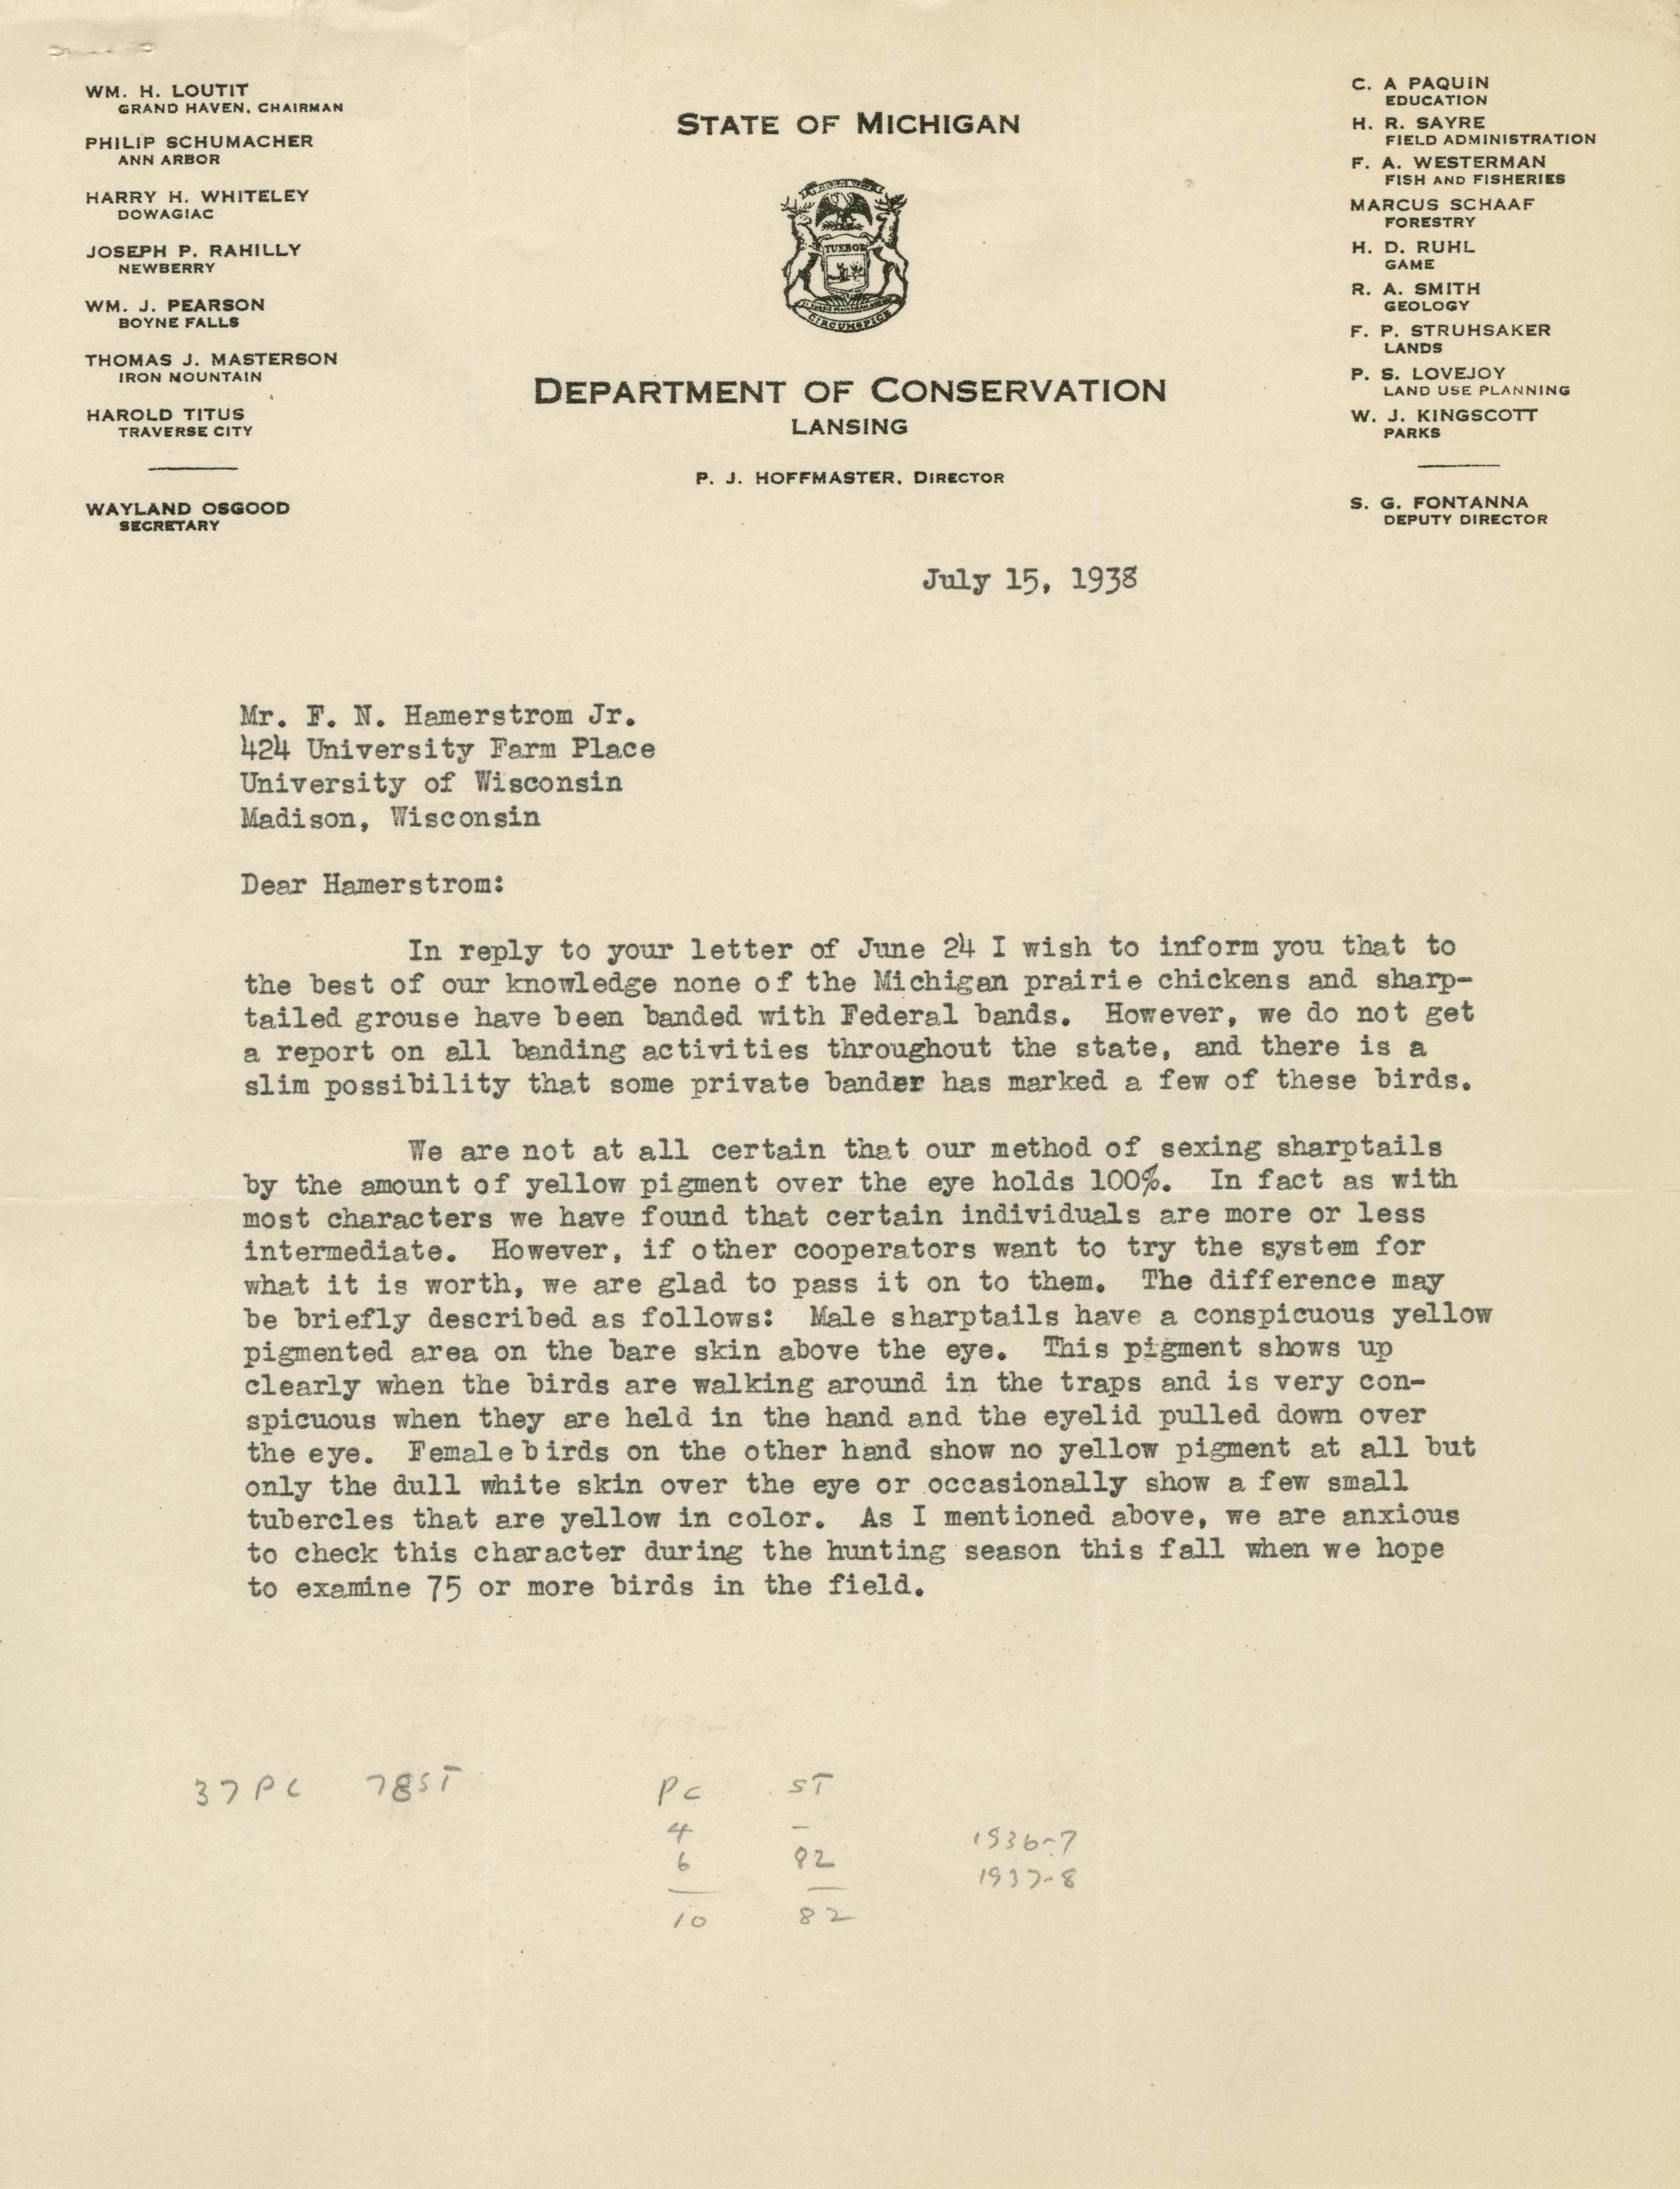 WM. H. LOUTIT
GRAND HAVEN, CHAIRMAN
PHILIP SCHUMACHER
ANN ARBOR
HARRY H. WHITELEY
DOWAGIAC
JOSEPH P. RAHILLY
NEWBERRY
WM. J. PEARSON
BOYNE FALLS
THOMAS J. MASTERSON
IRON MOUNTAIN
HAROLD TITUS
TRAVERSE CITY
WAYLAND OSGOOD
SECRETARY
STATE OF MICHIGAN
TUEBOR
CIRCUMSPICE
DEPARTMENT OF CONSERVATION
LANSING
P. J. HOFFMASTER, DIRECTOR
C. A PAQUIN
EDUCATION
H. R. SAYRE
FIELD ADMINISTRATION
F. A. WESTERMAN
FISH AND FISHERIES
MARCUS SCHAAF
FORESTRY
H. D. RUHL
GAME
R. A. SMITH
GEOLOGY
F. P. STRUHSAKER
LANDS
P. S. LOVEJOY
LAND USE PLANNING
W. J. KINGSCOTT
PARKS
S. G. FONTANNA
DEPUTY DIRECTOR
July 15, 1938
Mr. F. N. Hamerstrom Jr.
424 University Farm Place
University of Wisconsin
Madison, Wisconsin
Dear Hamerstrom:
In reply to your letter of June 24 I wish to inform you that to
the best of our knowledge none of the Michigan prairie chickens and sharp-
tailed grouse have been banded with Federal bands. However, we do not get
a report on all banding activities throughout the state, and there is a
slim possibility that some private bander has marked a few of these birds.
We are not at all certain that our method of sexing sharptails
by the amount of yellow pigment over the eye holds 100%. In fact as with
most characters we have found that certain individuals are more or less
intermediate. However, if other cooperators want to try the system for
what it is worth, we are glad to pass it on to them. The difference may
be briefly described as follows: Male sharptails have a conspicuous yellow
pigmented area on the bare skin above the eye. This pigment shows up
clearly when the birds are walking around in the traps and is very con-
spicuous when they are held in the hand and the eyelid pulled down over
the eye. Female birds on the other hand show no yellow pigment at all but
only the dull white skin over the eye or occasionally show a few small
tubercles that are yellow in color. As I mentioned above, we are anxious
to check this character during the hunting season this fall when we hope
to examine 75 or more birds in the field.
37 PC 78 ST
PC ST
4 - 1936-7
6 82 1937-8
10 82